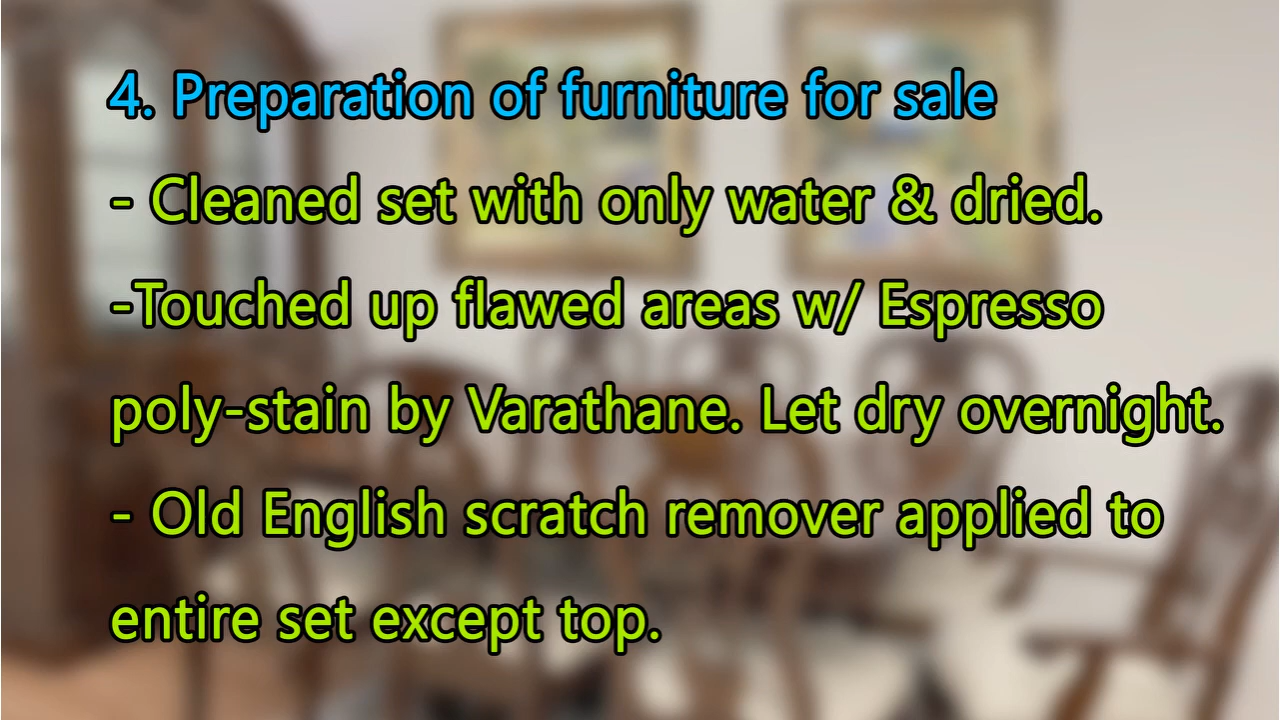 4. Preparation of furniture for sale
- Cleaned set with only water & dried.
-Touched up flawed areas w/ Espresso
poly-stain by Varathane. Let dry overnight.
- Old English scratch remover applied to
entire set except top.